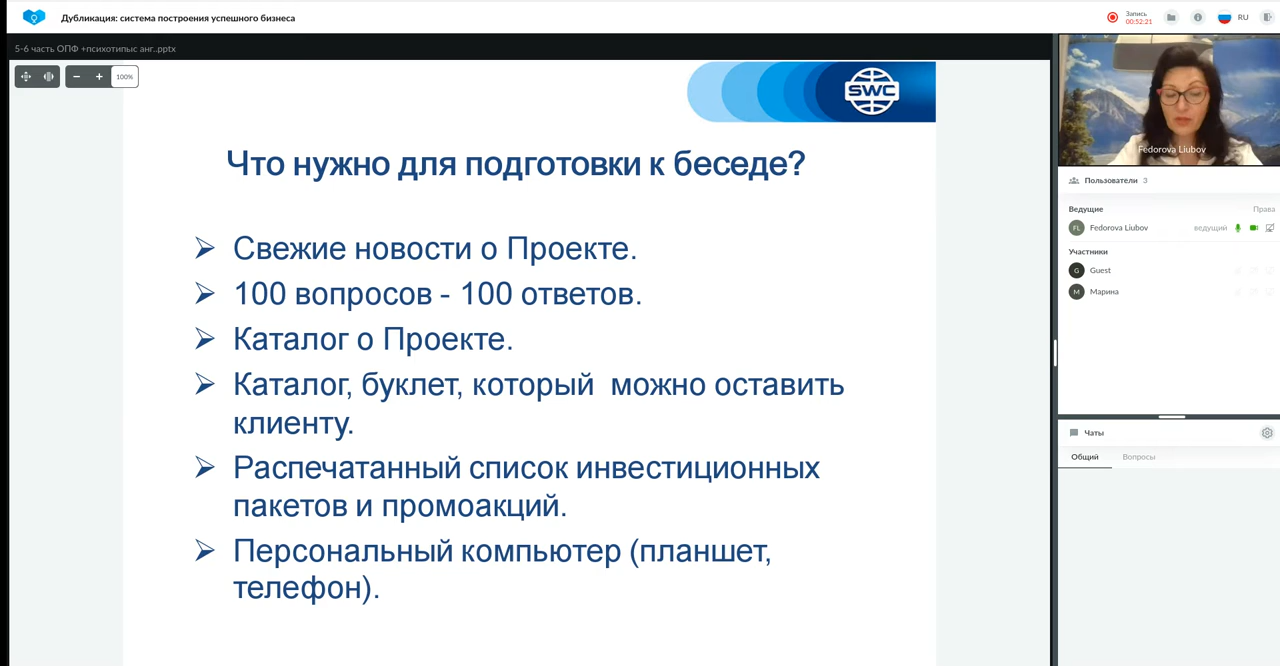 Дубликация: система построения успешного бизнеса
Запись
00:52:21
RU
5-6 часть ОПФ +психотипыс анг..pptx
100%
SWC
Что нужно для подготовки к беседе?
Свежие новости о Проекте.
100 вопросов - 100 ответов.
Каталог о Проекте.
Каталог, буклет, который можно оставить
клиенту.
Распечатанный список инвестиционных
пакетов и промоакций.
Персональный компьютер (планшет,
телефон).
Fedorova Liubov
Пользователи 3
Ведущие Права
FL Fedorova Liubov ведущий
Участники
G Guest
М Марина
Чаты
Общий Вопросы